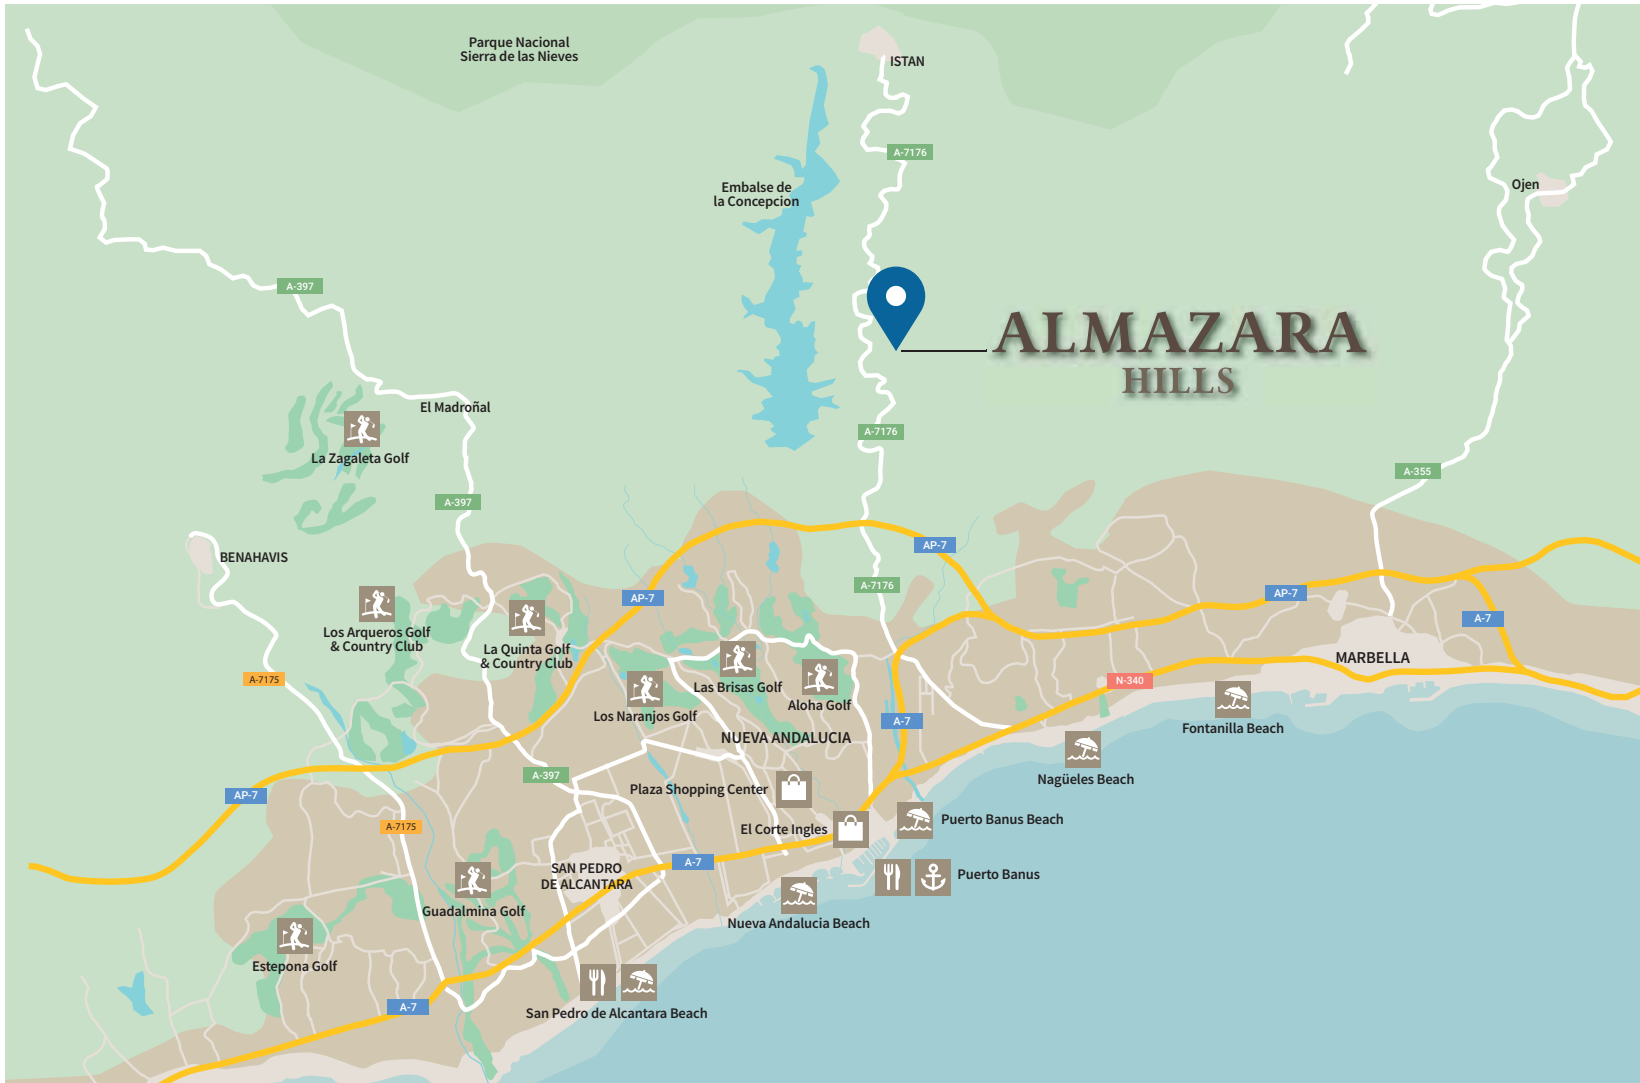 Parque Nacional
Sierra de las Nieves
ISTAN
A-7176
Embalse de
la Concepcion
Ojen
A-397
ALMAZARA
HILLS
El Madroñal
La Zagaleta Golf
A-7176
A-355
A-397
BENAHAVIS
AP-7
A-7176
AP-7
AP-7
Los Arqueros Golf
& Country Club
La Quinta Golf
& Country Club
A-7
MARBELLA
A-7175
Las Brisas Golf
N-340
Los Naranjos Golf
Aloha Golf
A-7
Fontanilla Beach
NUEVA ANDALUCIA
A-397
Nagüeles Beach
Plaza Shopping Center
AP-7
A-7175
El Corte Ingles
Puerto Banus Beach
A-7
SAN PEDRO
DE ALCANTARA
Puerto Banus
Guadalmina Golf
Nueva Andalucia Beach
Estepona Golf
A-7
San Pedro de Alcantara Beach